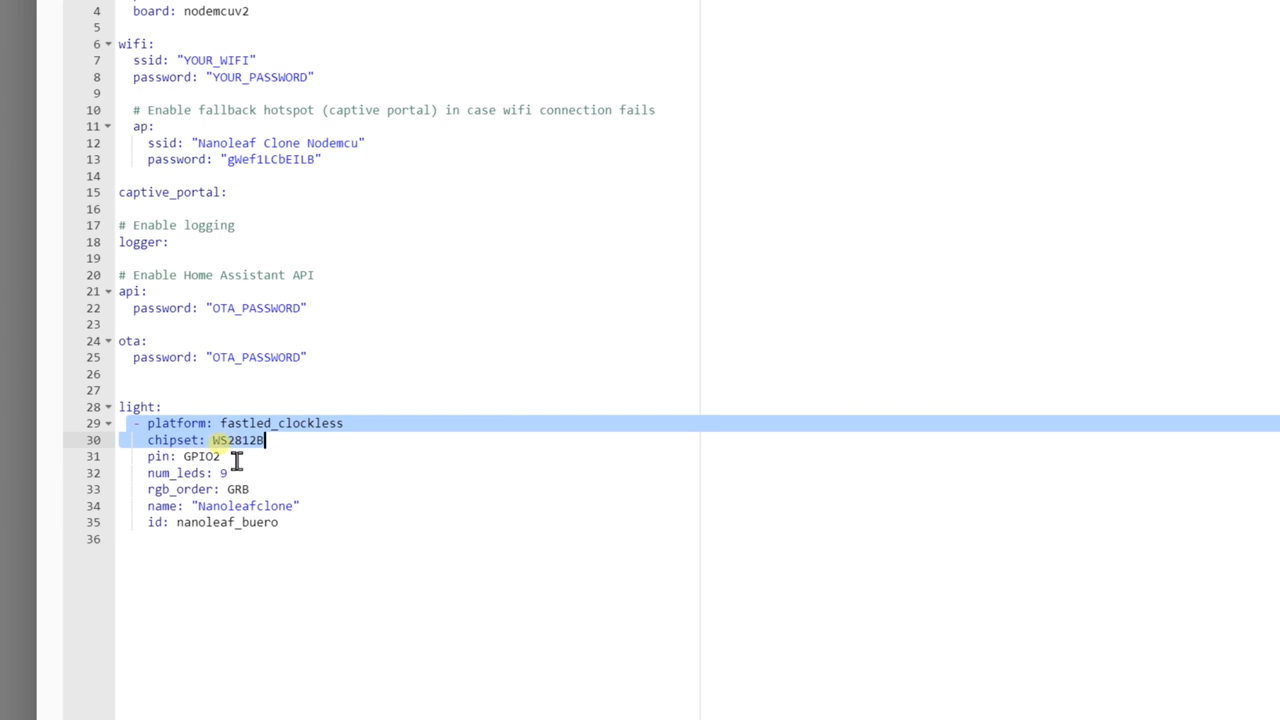 4 board: nodemcuv2
5
6 wifi:
7 ssid: "YOUR_WIFI"
8 password: "YOUR_PASSWORD"
9
10 # Enable fallback hotspot (captive portal) in case wifi connection fails
11 ap:
12 ssid: "Nanoleaf Clone Nodemcu"
13 password: "gWef1LCbEILB"
14
15 captive_portal:
16
17 # Enable logging
18 logger:
19
20 # Enable Home Assistant API
21 api:
22 password: "OTA_PASSWORD"
23
24 ota:
25 password: "OTA_PASSWORD"
26
27
28 light:
29 - platform: fastled_clockless
30 chipset: WS2812B
31 pin: GPIO2
32 num_leds: 9
33 rgb_order: GRB
34 name: "Nanoleafclone"
35 id: nanoleaf_buero
36